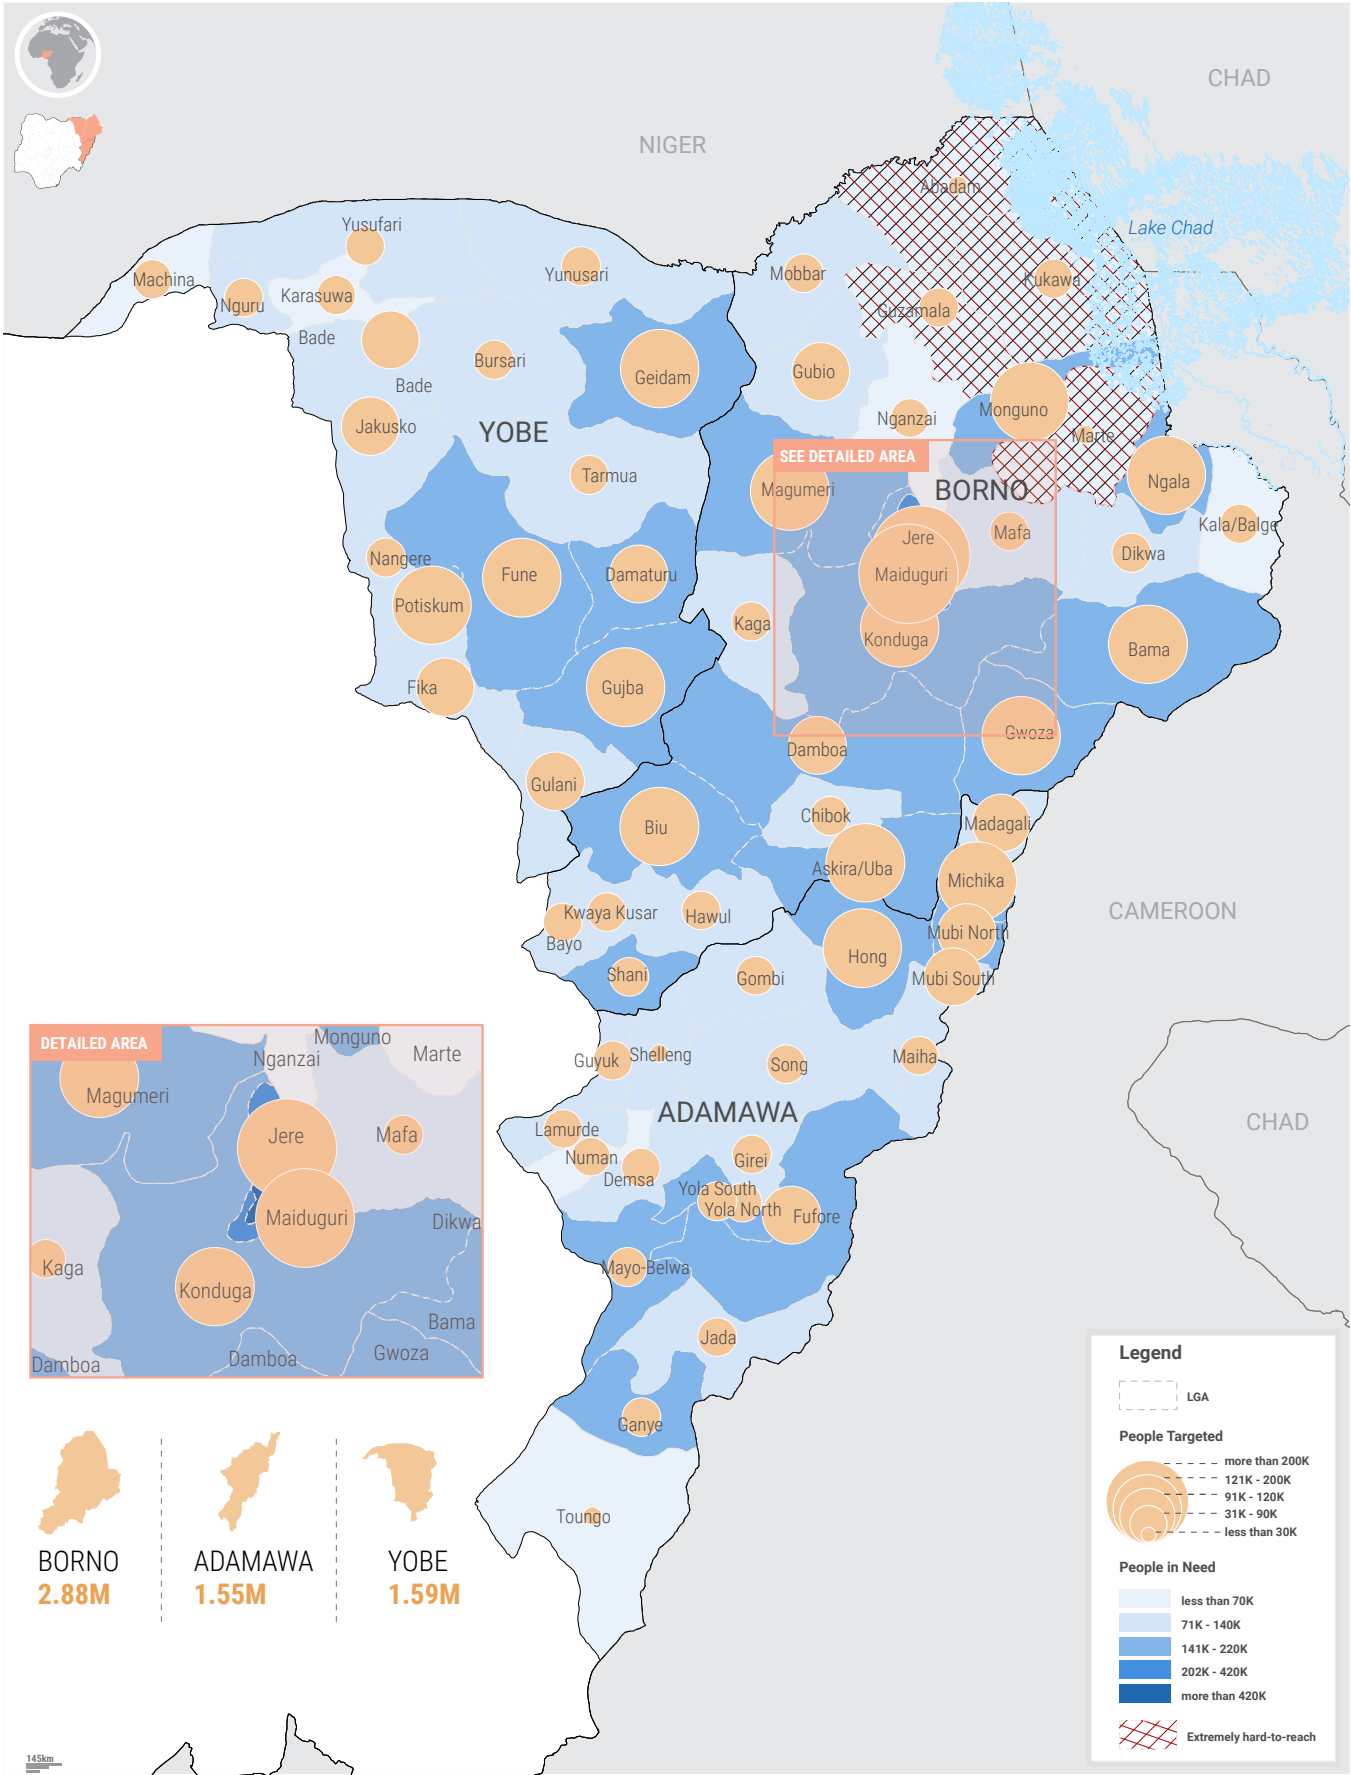 CHAD
NIGER
Abadam
Yusufari
Lake Chad
Machina
Yunusari
Mobbar
Kukawa
Karasuwa
Nguru
Guzamala
Bade
Bursari
Gubio
Geidam
Bade
Monguno
Nganzai
Jakusko
YOBE
Marte
SEE DETAILED AREA
Tarmua
Magumeri
BORNO
Ngala
Kala/Balge
Jere
Mafa
Dikwa
Nangere
Fune
Damaturu
Maiduguri
Potiskum
Kaga
Konduga
Bama
Fika
Gujba
Gwoza
Damboa
Gulani
Chibok
Madagali
Biu
Askira/Uba
Michika
Kwaya Kusar
Hawul
CAMEROON
Bayo
Mubi North
Hong
Shani
Gombi
Mubi South
Guyuk
Shelleng
Song
Maiha
ADAMAWA
CHAD
Lamurde
Numan
Girei
Demsa
Yola South
Yola North
Fufore
Mayo-Belwa
Jada
Ganye
Toungo
DETAILED AREA
Monguno
Nganzai
Marte
Magumeri
Jere
Mafa
Maiduguri
Dikwa
Kaga
Konduga
Bama
Damboa
Damboa
Gwoza
BORNO
2.88M
ADAMAWA
1.55M
YOBE
1.59M
Legend
LGA
People Targeted
more than 200K
121K - 200K
91K - 120K
31K - 90K
less than 30K
People in Need
less than 70K
71K - 140K
141K - 220K
202K - 420K
more than 420K
Extremely hard-to-reach
145km